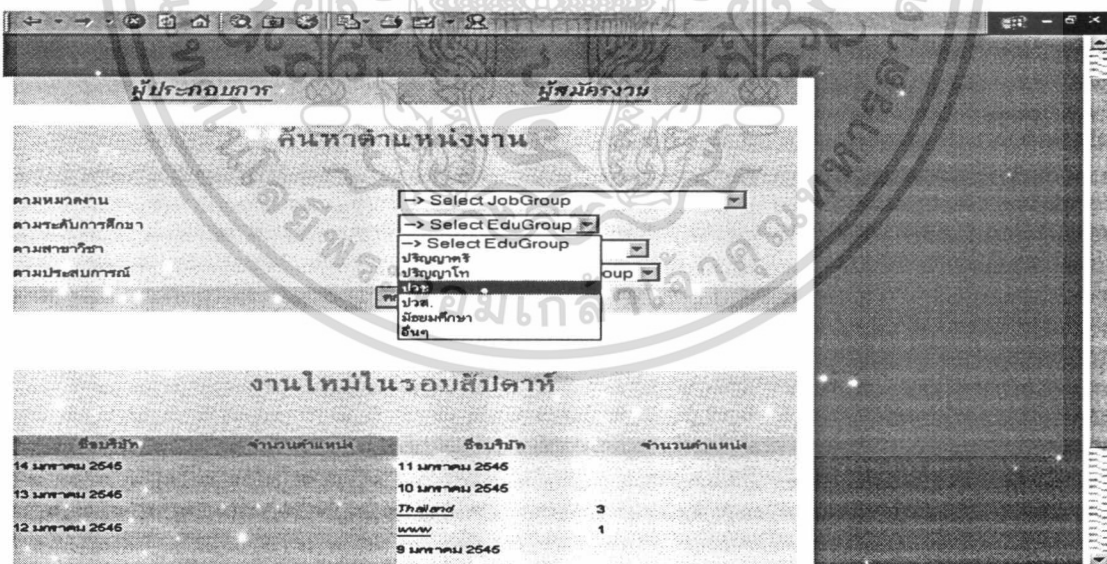 ผู้ประกอบการ ผู้สมัครงาน
ค้นหาตำแหน่งงาน
ตามหมวดงาน --> Select JobGroup
ตามระดับการศึกษา --> Select EduGroup
ตามสาขาวิชา --> Select EduGroup
ปริญญาตรี
ตามประสบการณ์ ปริญญาโท oup
ปวช
ปวส.
มัธยมศึกษา
อื่นๆ
งานใหม่ในรอบสัปดาห์
ชื่อบริษัท จำนวนตำแหน่ง ชื่อบริษัท จำนวนตำแหน่ง
14 มกราคม 2545 11 มกราคม 2545
13 มกราคม 2545 10 มกราคม 2545
Thailand 3
12 มกราคม 2545 www 1
9 มกราคม 2545